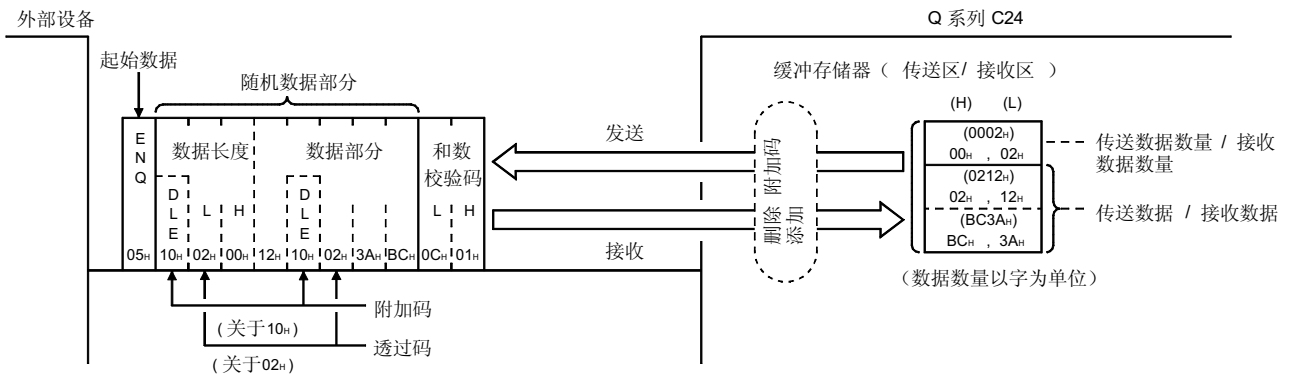 外部设备
Q 系列 C24
起始数据
随机数据部分
缓冲存储器（ 传送区/ 接收区 ）
(H) (L)
E N Q
数据长度
数据部分
和数
校验码
D L E
L H
D L E
L H
05H 10H 02H 00H 12H 10H 02H 3AH BCH 0CH 01H
发送
接收
删除 附加码
添加
(0002H)
00H , 02H
(0212H)
02H , 12H
(BC3AH)
BCH , 3AH
传送数据数量 / 接收
数据数量
传送数据 / 接收数据
（数据数量以字为单位）
附加码
( 关于10H )
透过码
( 关于02H )